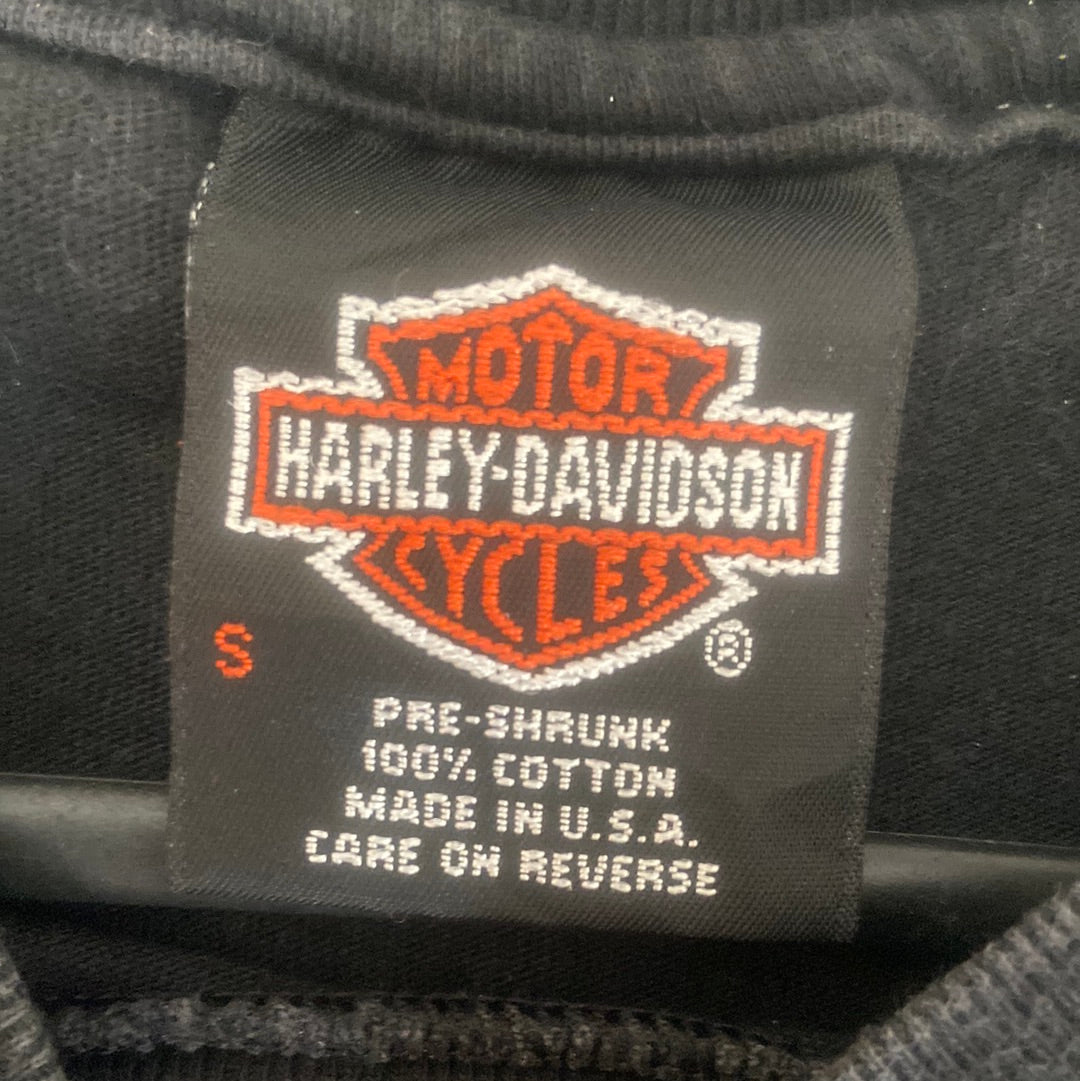 MOTOR
HARLEY-DAVIDSON
CYCLES
S
®
PRE-SHRUNK
100% COTTON
MADE IN U.S.A.
CARE ON REVERSE